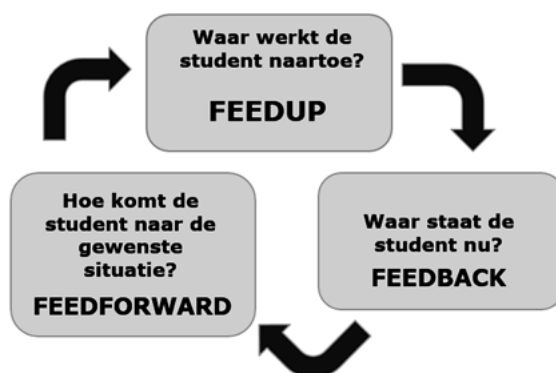 Waar werkt de
student naartoe?
FEEDUP
Waar staat de
student nu?
FEEDBACK
Hoe komt de
student naar de
gewenste
situatie?
FEEDFORWARD